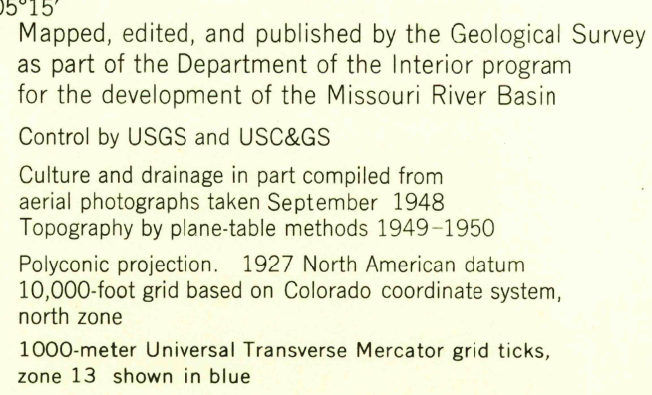 05°15'
Mapped, edited, and published by the Geological Survey
as part of the Department of the Interior program
for the development of the Missouri River Basin
Control by USGS and USC&GS
Culture and drainage in part compiled from
aerial photographs taken September 1948
Topography by plane-table methods 1949–1950
Polyconic projection. 1927 North American datum
10,000-foot grid based on Colorado coordinate system,
north zone
1000-meter Universal Transverse Mercator grid ticks,
zone 13 shown in blue